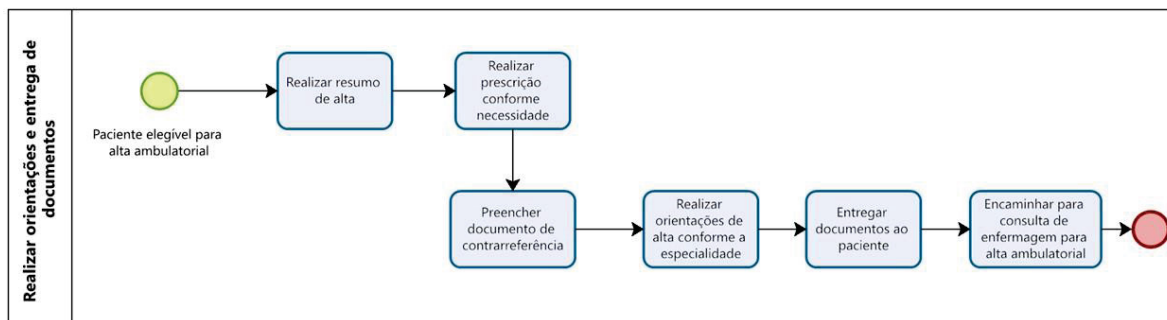 Realizar orientações e entrega de
documentos
Paciente elegível para
alta ambulatorial
Realizar resumo
de alta
Realizar
prescrição
conforme
necessidade
Preencher
documento de
contrarreferência
Realizar
orientações de
alta conforme a
especialidade
Entregar
documentos ao
paciente
Encaminhar para
consulta de
enfermagem para
alta ambulatorial